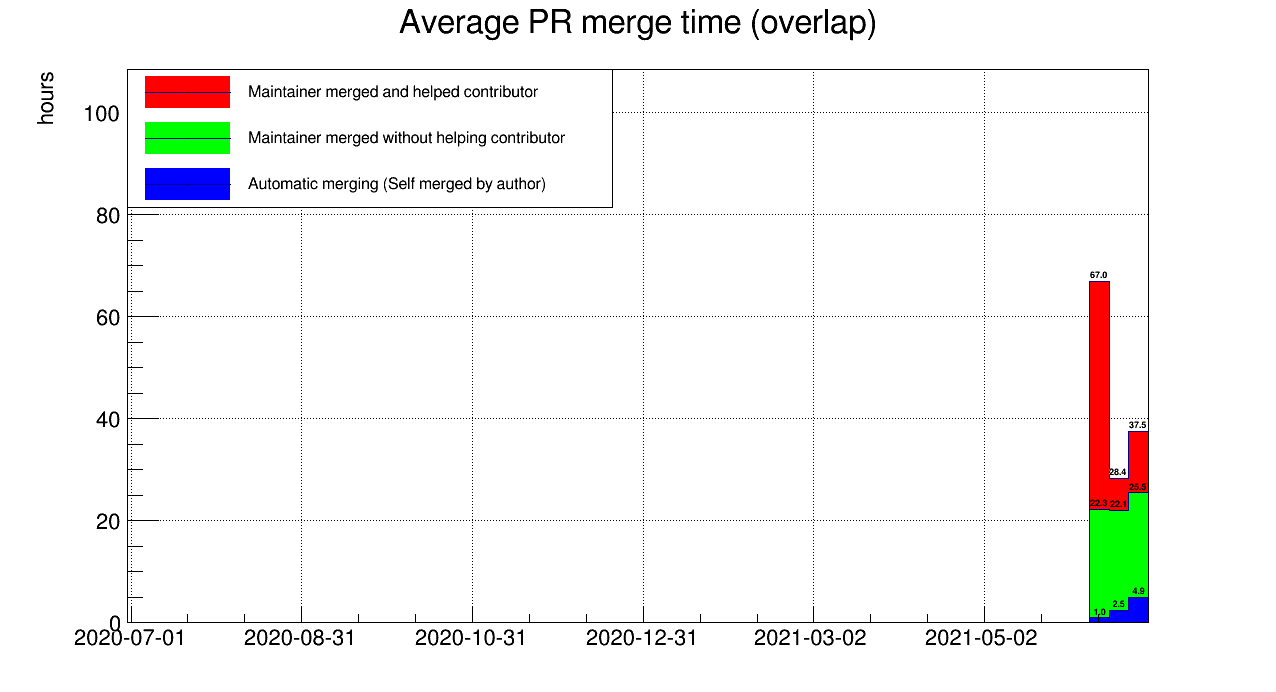 Average PR merge time (overlap)
hours
Maintainer merged and helped contributor
Maintainer merged without helping contributor
Automatic merging (Self merged by author)
100
80
60
40
20
0
67.0
28.4
37.5
22.3
22.1
25.5
1.0
2.5
4.9
2020-07-01 2020-08-31 2020-10-31 2020-12-31 2021-03-02 2021-05-02